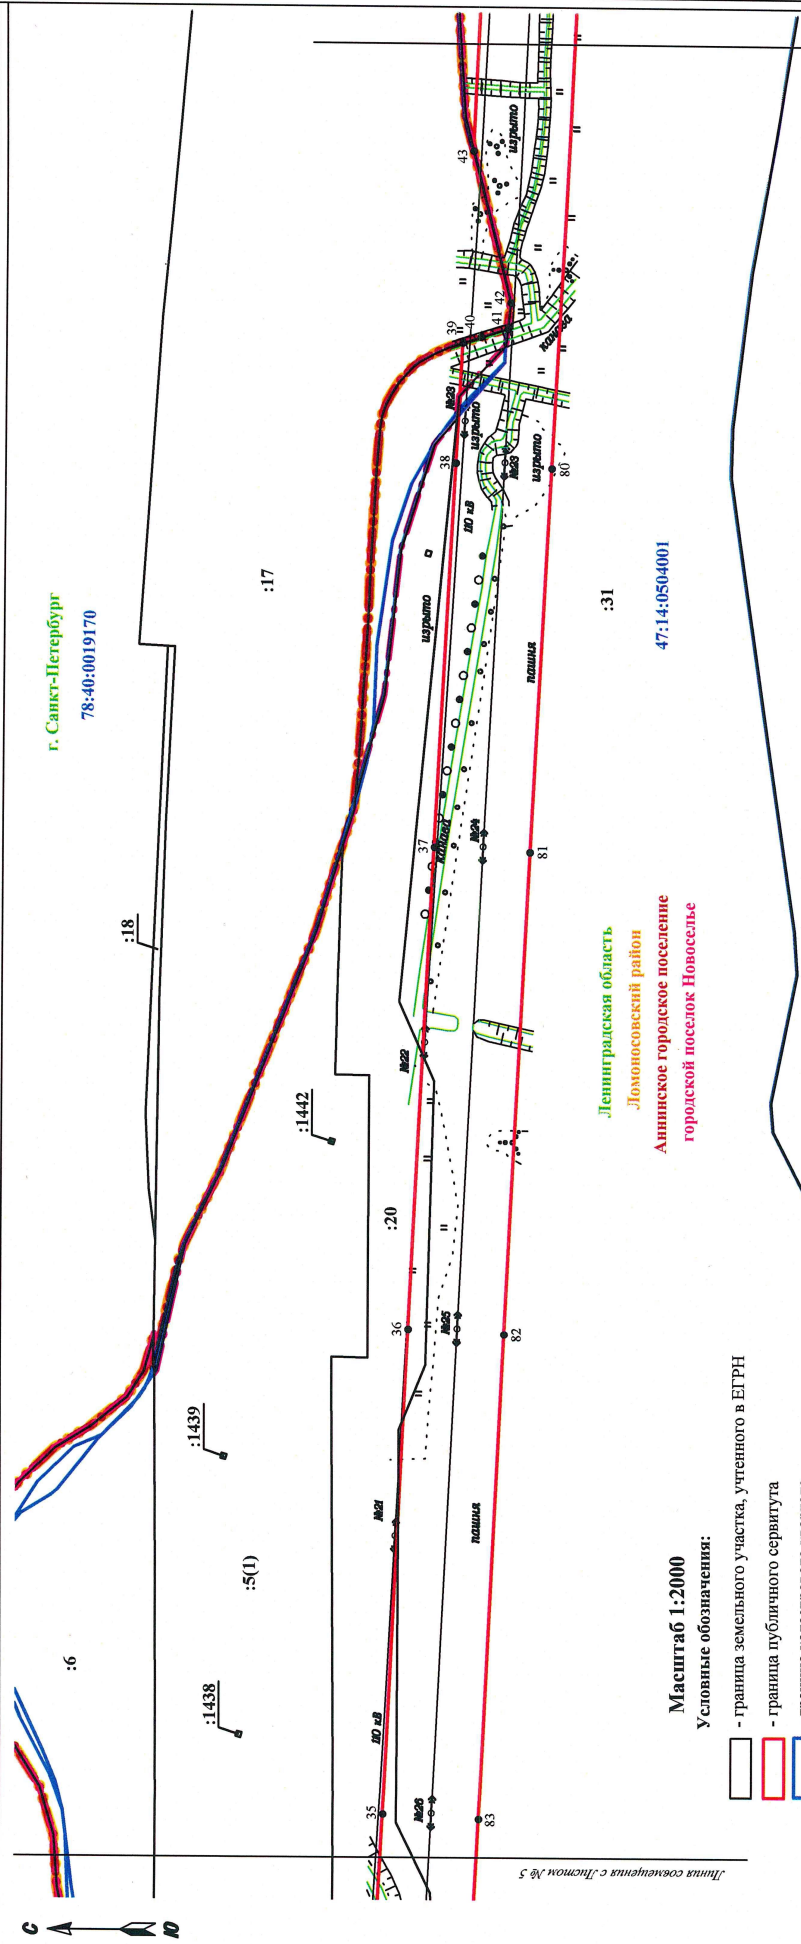 С
Ю
г. Санкт-Петербург
78:40:0019170
:6
:18
:17
:1439
:1442
:1438
:5(1)
:20
:31
110 кВ
№21
№22
изрыто
канава
110 кВ
№23
изрыто
№23
изрыто
канава
изрыто
35
36
37
38
39
40
41
42
43
№26
№25
№24
пашня
пашня
83
82
81
80
47:14:0504001
Ленинградская область
Ломоносовский район
Аннинское городское поселение
городской поселок Новоселье
Линия совмещения с Листом № 5
Масштаб 1:2000
Условные обозначения:
- граница земельного участка, учтенного в ЕГРН
- граница публичного сервитута